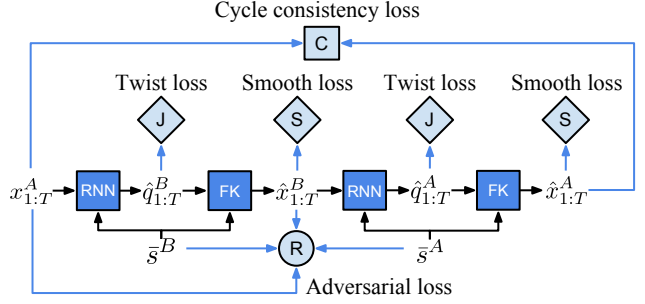 Cycle consistency loss
C
Twist loss Smooth loss Twist loss Smooth loss
J S J S
x^A_{1:T} RNN q̂^B_{1:T} FK x̂^B_{1:T} RNN q̂^A_{1:T} FK x̂^A_{1:T}
s̄^B R s̄^A
Adversarial loss